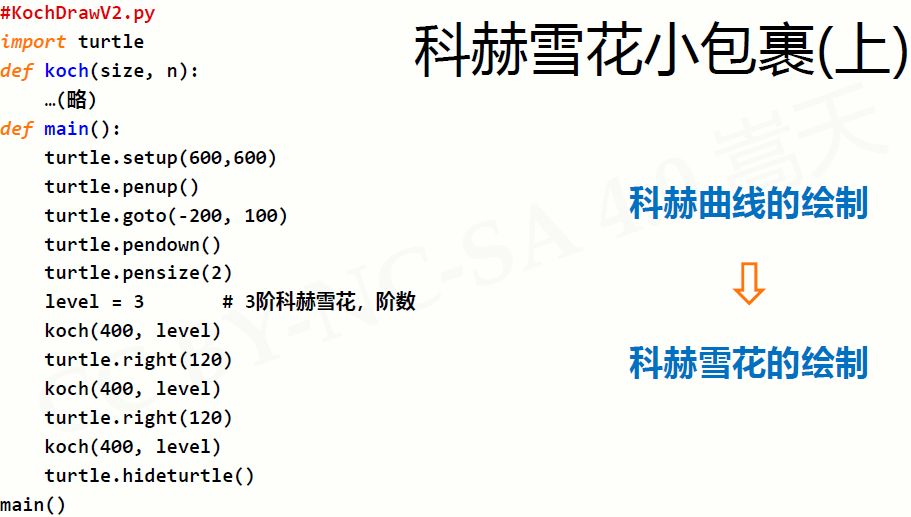 #KochDrawV2.py
import turtle
def koch(size, n):
    …(略)
def main():
    turtle.setup(600,600)
    turtle.penup()
    turtle.goto(-200, 100)
    turtle.pendown()
    turtle.pensize(2)
    level = 3       # 3阶科赫雪花，阶数
    koch(400, level)
    turtle.right(120)
    koch(400, level)
    turtle.right(120)
    koch(400, level)
    turtle.hideturtle()
main()
科赫雪花小包裹(上)
科赫曲线的绘制
科赫雪花的绘制
CC BY-NC-SA 4.0 嵩天